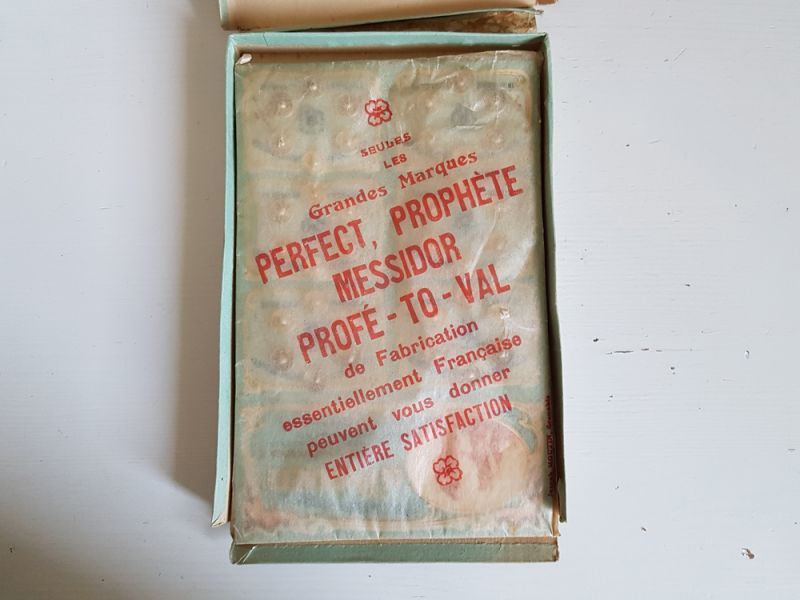 SEULES
LES
Grandes Marques
PERFECT, PROPHÈTE
MESSIDOR
PROFÉ-TO-VAL
de Fabrication
essentiellement Française
peuvent vous donner
ENTIÈRE SATISFACTION